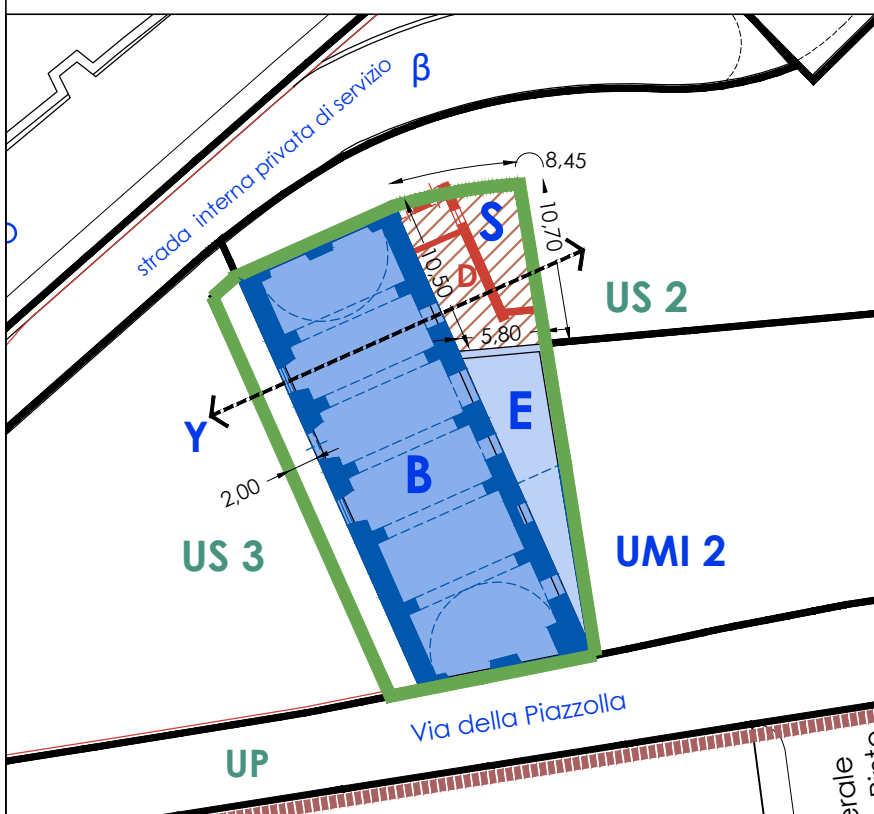 β
strada interna privata di servizio
8,45
S
10,70
10,50
D
US 2
5,80
E
Y
B
2,00
US 3
UMI 2
Via della Piazzolla
UP
erale